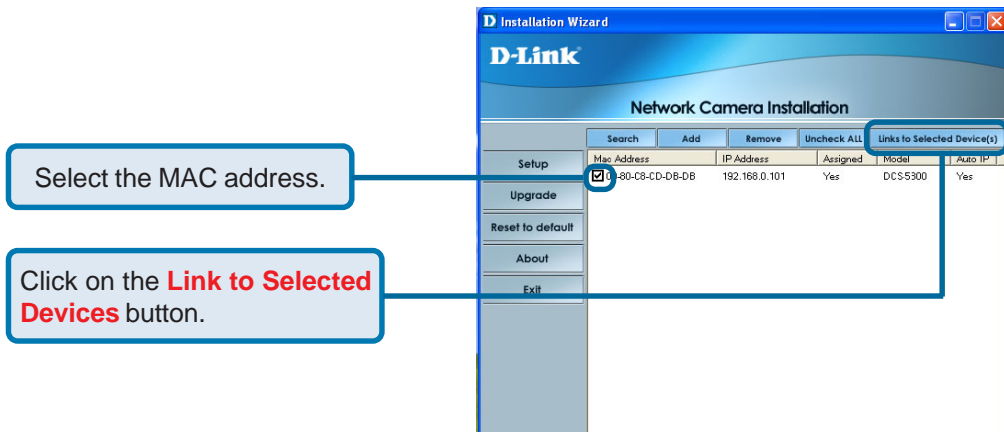 Installation Wizard
D-Link
Network Camera Installation
Search Add Remove Uncheck ALL Links to Selected Device(s)
Mac Address IP Address Assigned Model Auto IP
-80-C8-CD-DB-DB 192.168.0.101 Yes DCS-5300 Yes
Setup
Upgrade
Reset to default
About
Exit
Select the MAC address.
Click on the Link to Selected
Devices button.